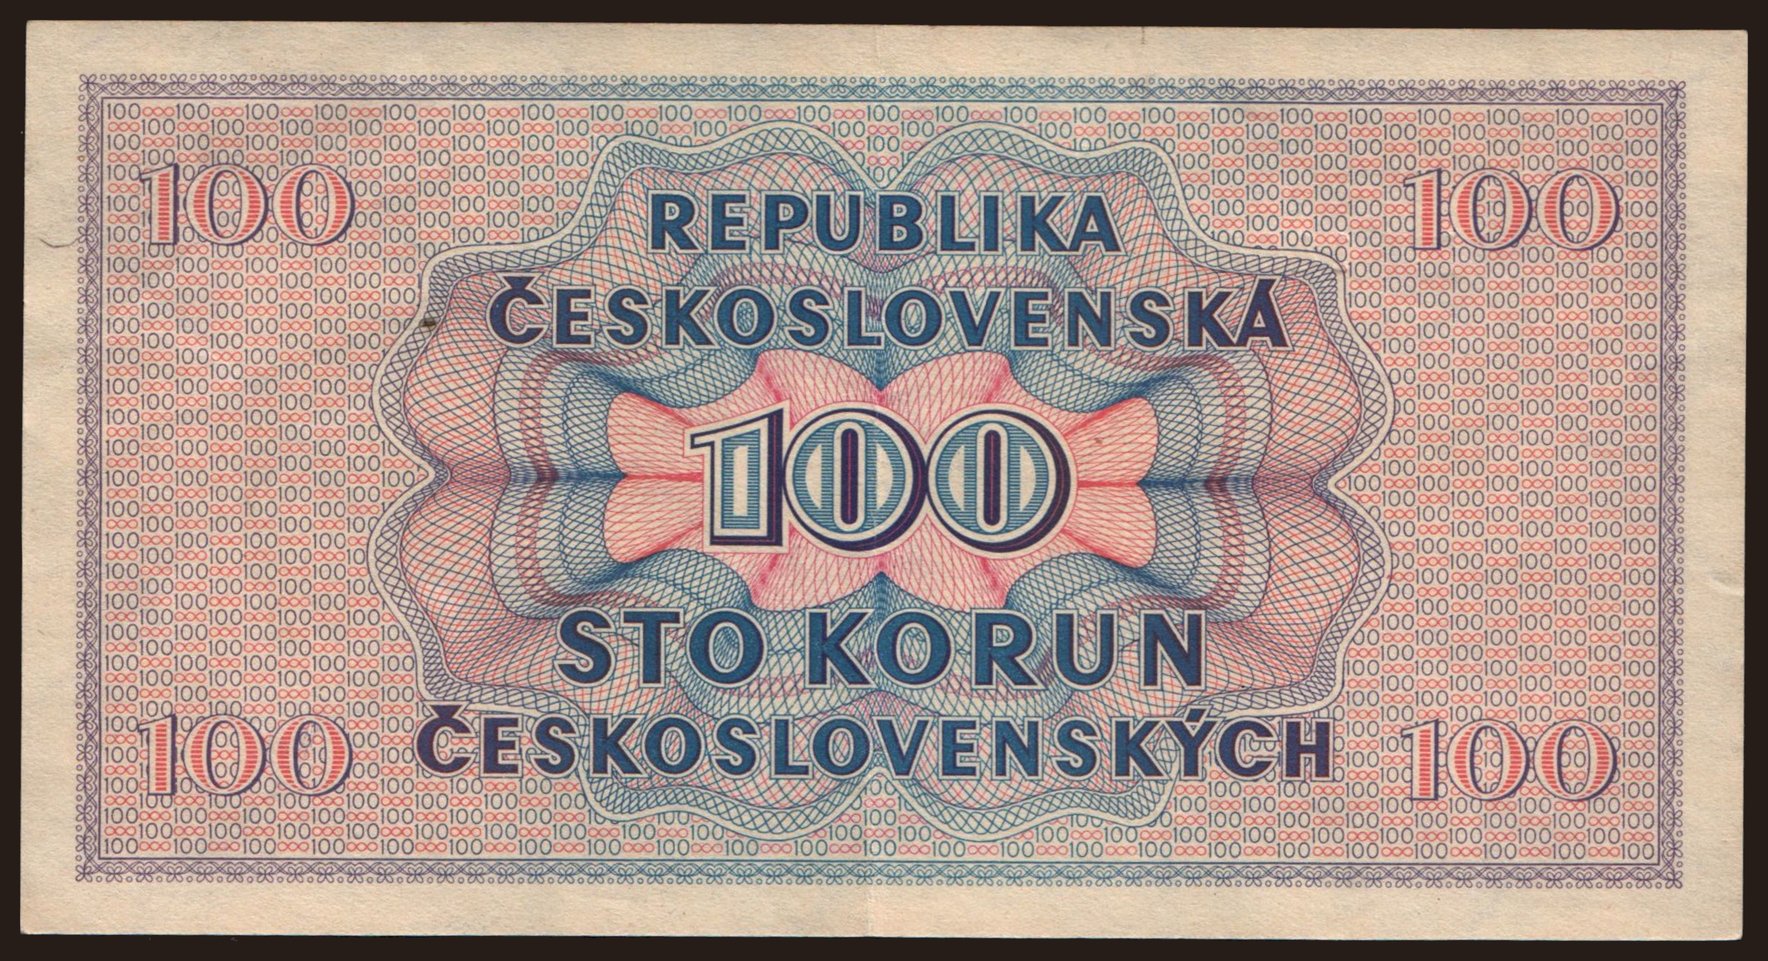 100 100
REPUBLIKA
ČESKOSLOVENSKÁ
100
STO KORUN
ČESKOSLOVENSKÝCH
100 100